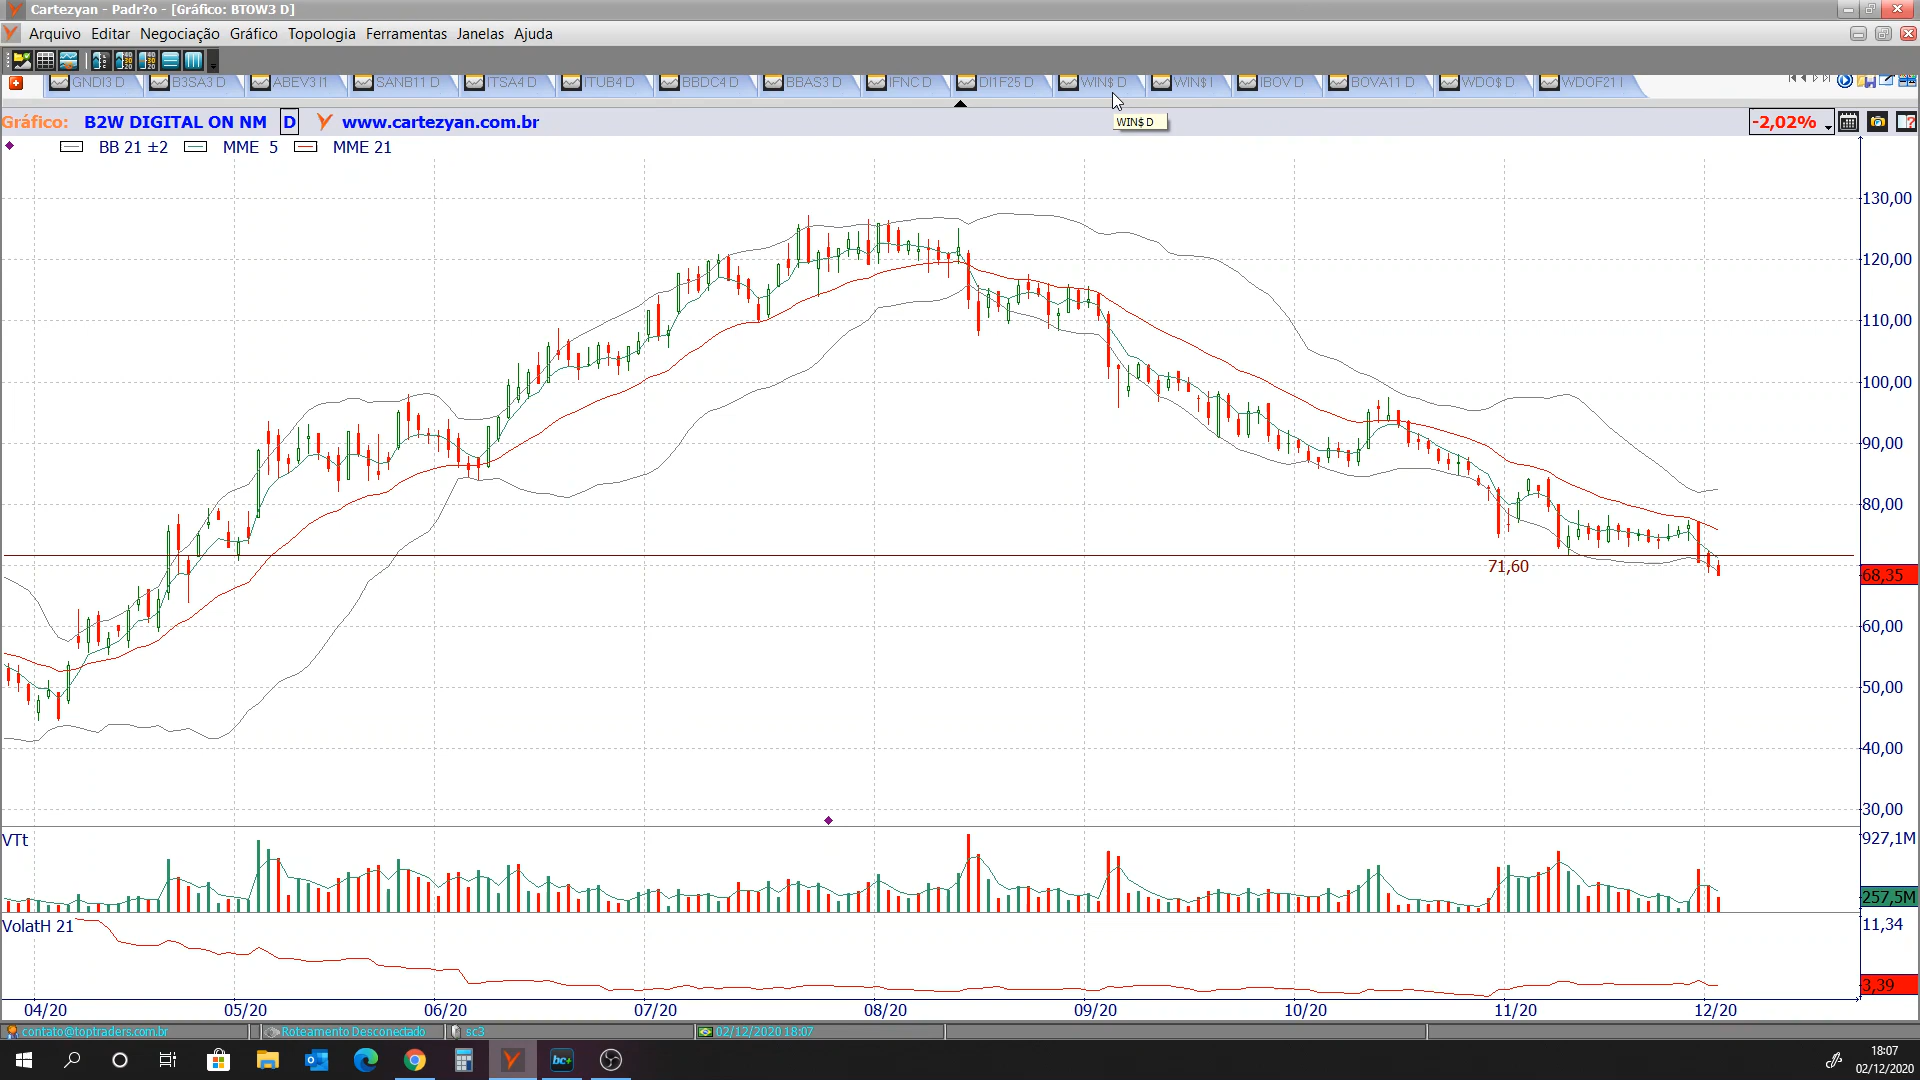 Cartezyan - Padr?o - [Gráfico: BTOW3 D]
Arquivo Editar Negociação Gráfico Topologia Ferramentas Janelas Ajuda
GNDI3 D B3SA3 D ABEV3 I1 SANB11 D ITSA4 D ITUB4 D BBDC4 D BBAS3 D IFNC D DI1F25 D WIN$ D WIN$ I IBOV D BOVA11 D WDO$ D WDOF21 I
Gráfico: B2W DIGITAL ON NM D www.cartezyan.com.br WIN$ D -2,02%
BB 21 ±2 MME 5 MME 21
130,00
120,00
110,00
100,00
90,00
80,00
71,60
68,35
60,00
50,00
40,00
30,00
VTt 927,1M
257,5M
VolatH 21 11,34
3,39
04/20 05/20 06/20 07/20 08/20 09/20 10/20 11/20 12/20
contato@toptraders.com.br Roteamento Desconectado sc3 02/12/2020 18:07
bc+ 18:07
02/12/2020